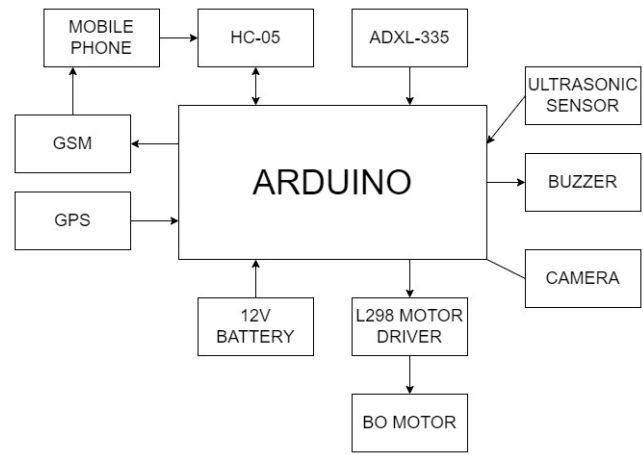 MOBILE
PHONE
HC-05
ADXL-335
ULTRASONIC
SENSOR
GSM
ARDUINO
BUZZER
GPS
CAMERA
12V
BATTERY
L298 MOTOR
DRIVER
BO MOTOR